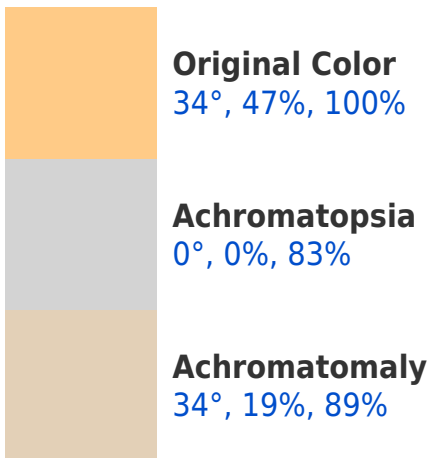 Original Color
34°, 47%, 100%
Achromatopsia
0°, 0%, 83%
Achromatomaly
34°, 19%, 89%